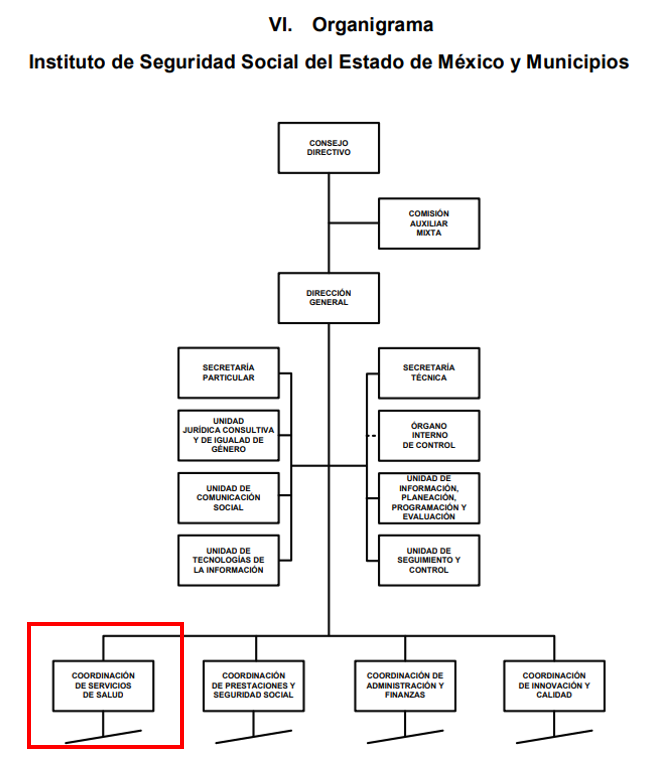 VI. Organigrama
Instituto de Seguridad Social del Estado de México y Municipios
CONSEJO
DIRECTIVO
COMISIÓN
AUXILIAR
MIXTA
DIRECCIÓN
GENERAL
SECRETARÍA
PARTICULAR
SECRETARÍA
TÉCNICA
UNIDAD
JURÍDICA CONSULTIVA
Y DE IGUALAD DE
GÉNERO
ÓRGANO
INTERNO
DE CONTROL
UNIDAD DE
COMUNICACIÓN
SOCIAL
UNIDAD DE
INFORMACIÓN,
PLANEACIÓN,
PROGRAMACIÓN Y
EVALUACIÓN
UNIDAD DE
TECNOLOGÍAS DE
LA INFORMACIÓN
UNIDAD DE
SEGUIMIENTO Y
CONTROL
COORDINACIÓN
DE SERVICIOS
DE SALUD
COORDINACIÓN
DE PRESTACIONES Y
SEGURIDAD SOCIAL
COORDINACIÓN DE
ADMINISTRACIÓN Y
FINANZAS
COORDINACIÓN
DE INNOVACIÓN Y
CALIDAD